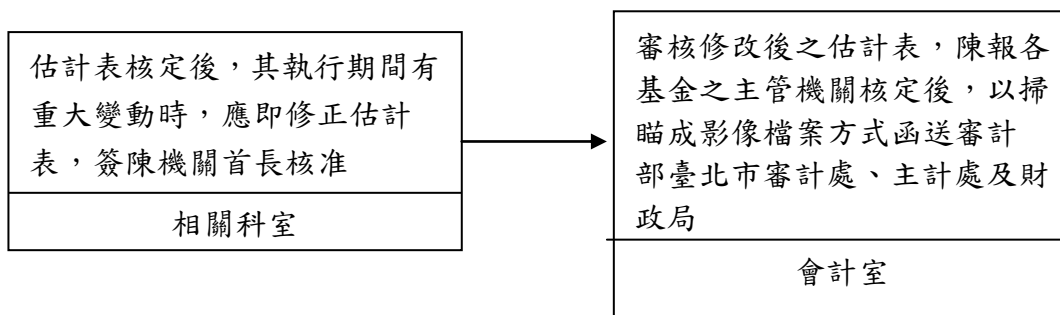 估計表核定後，其執行期間有
重大變動時，應即修正估計
表，簽陳機關首長核准
相關科室
審核修改後之估計表，陳報各
基金之主管機關核定後，以掃
瞄成影像檔案方式函送審計
部臺北市審計處、主計處及財
政局
會計室